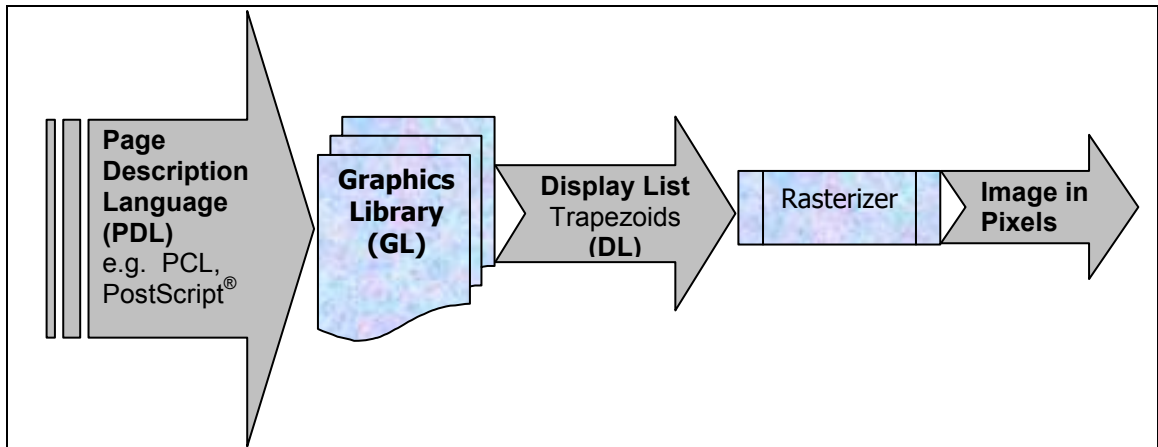 Page
Description
Language
(PDL)
e.g. PCL,
PostScript®
Graphics
Library
(GL)
Display List
Trapezoids
(DL)
Rasterizer
Image in
Pixels